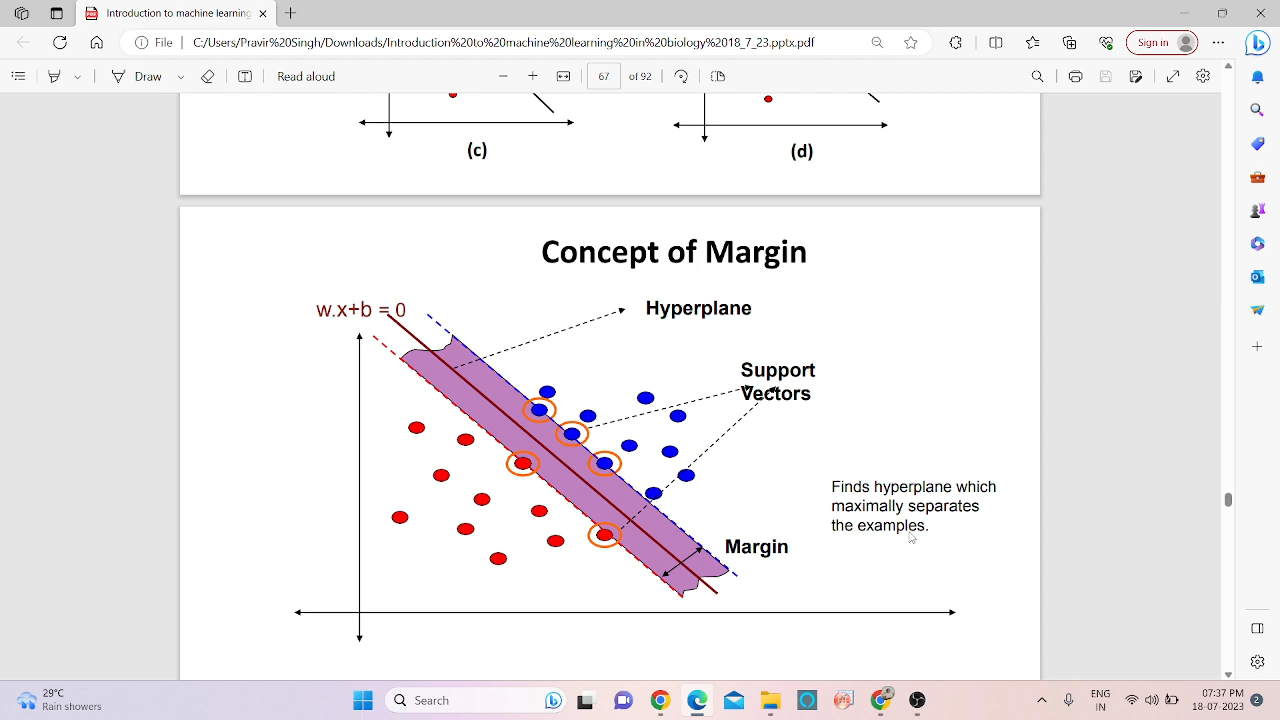 Introduction to machine learning
File
C:/Users/Pravir%20Singh/Downloads/Introduction%20to%20machine%20learning%20in%20biology%2018_7_23.pptx.pdf
Sign in
Draw
Read aloud
67
of 92
(c)
(d)
Concept of Margin
w.x+b = 0
Hyperplane
Support
Vectors
Finds hyperplane which
maximally separates
the examples.
Margin
29°C
Rain showers
Search
ENG
IN
07:37 PM
18-07-2023
2